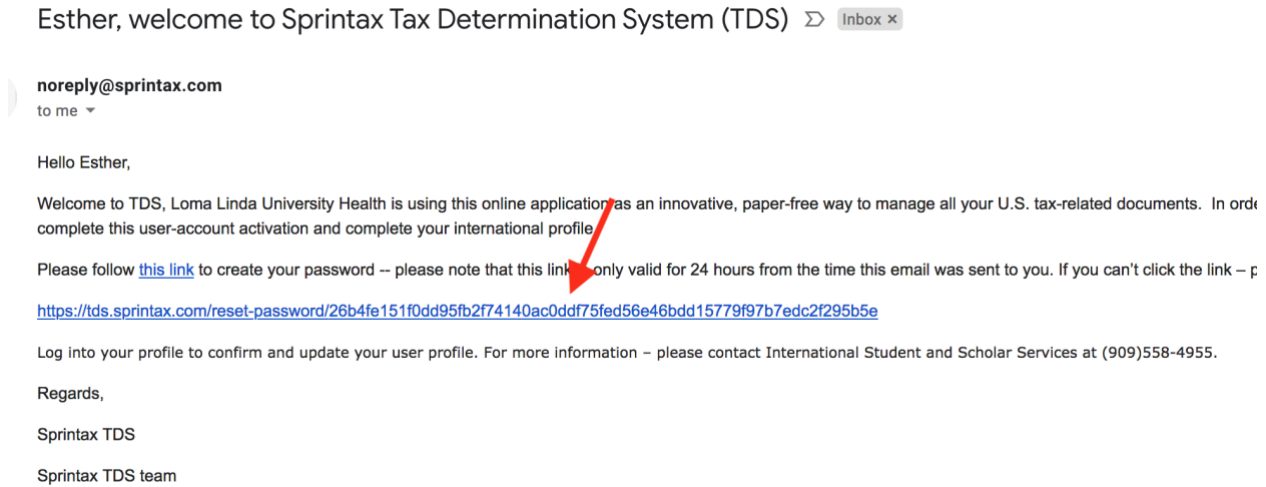 Esther, welcome to Sprintax Tax Determination System (TDS) Inbox ×
noreply@sprintax.com
to me
Hello Esther,
Welcome to TDS, Loma Linda University Health is using this online application as an innovative, paper-free way to manage all your U.S. tax-related documents. In
complete this user-account activation and complete your international profile
Please follow this link to create your password -- please note that this link only valid for 24 hours from the time this email was sent to you. If you can't click the link –
https://tds.sprintax.com/reset-password/26b4fe151f0dd95fb2f74140ac0ddf75fed56e46bdd15779f97b7edc2f295b5e
Log into your profile to confirm and update your user profile. For more information – please contact International Student and Scholar Services at (909)558-4955.
Regards,
Sprintax TDS
Sprintax TDS team